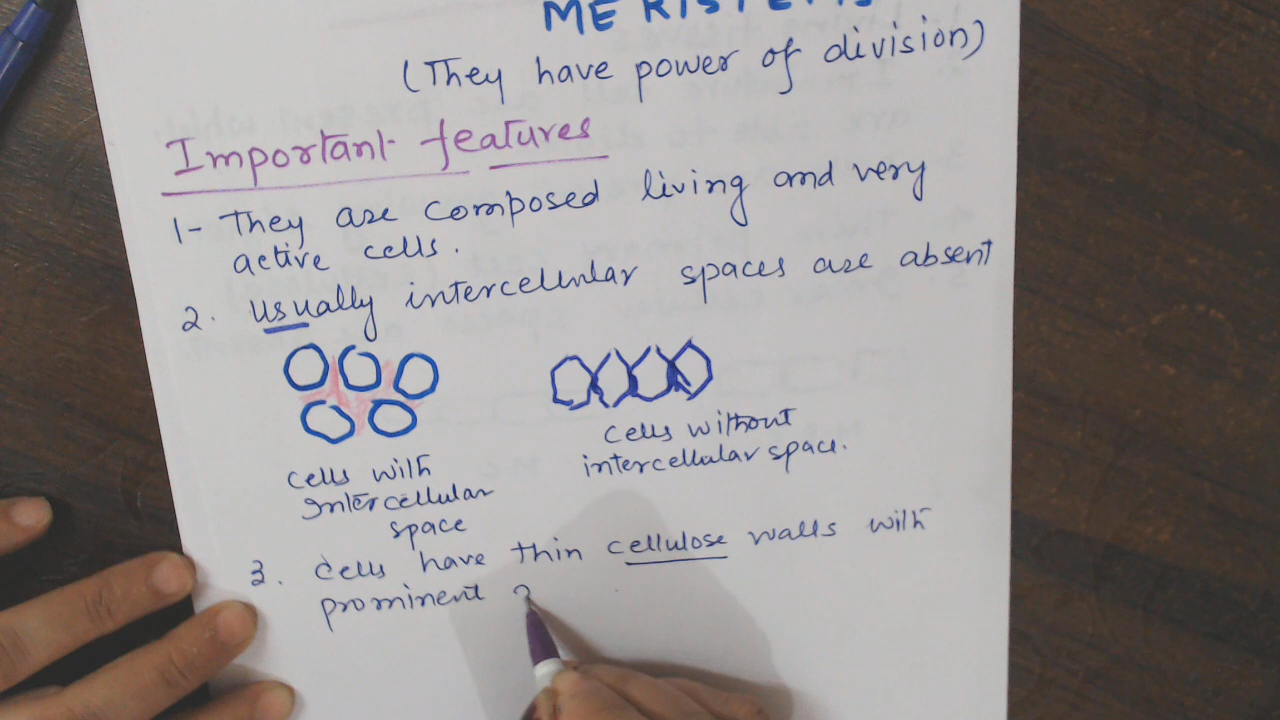 MERISTEMS
(They have power of division)
Important features
1- They are composed living and very
active cells.
2. Usually intercellular spaces are absent
cells with
Intercellular
space
cells without
intercellular space.
3. cells have thin cellulose walls with
prominent